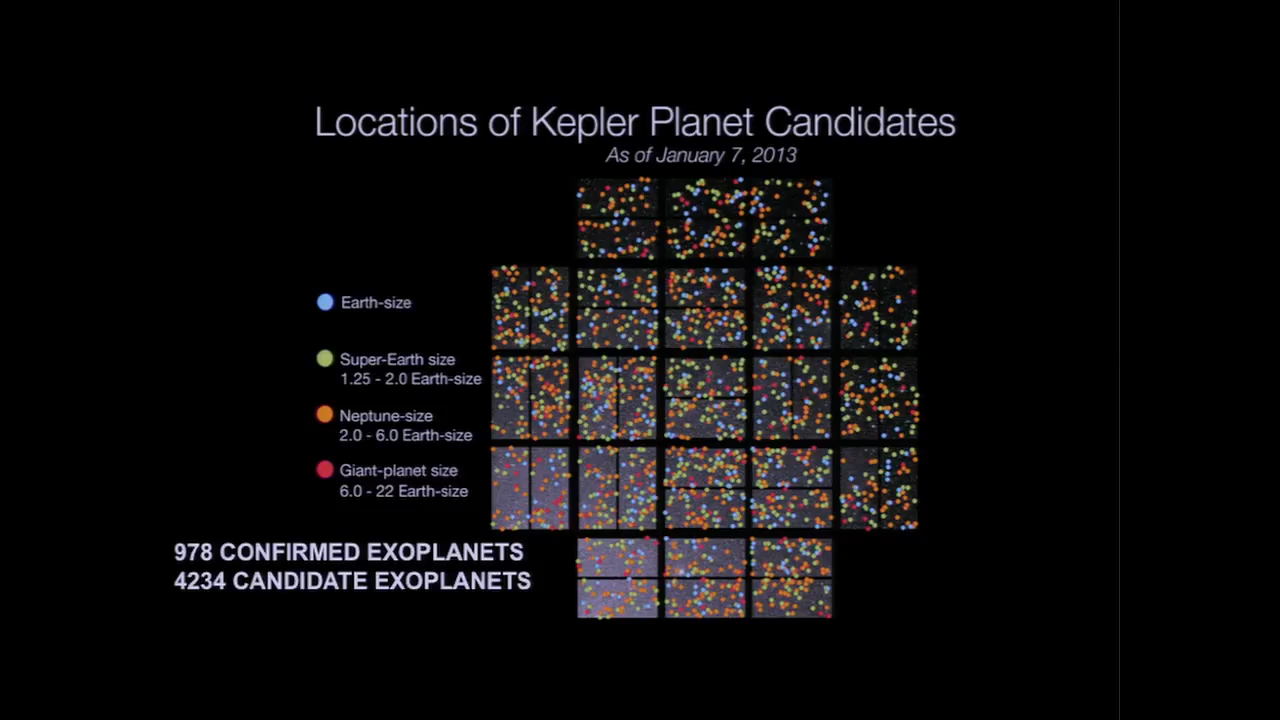 Locations of Kepler Planet Candidates
As of January 7, 2013
Earth-size
Super-Earth size
1.25 - 2.0 Earth-size
Neptune-size
2.0 - 6.0 Earth-size
Giant-planet size
6.0 - 22 Earth-size
978 CONFIRMED EXOPLANETS
4234 CANDIDATE EXOPLANETS